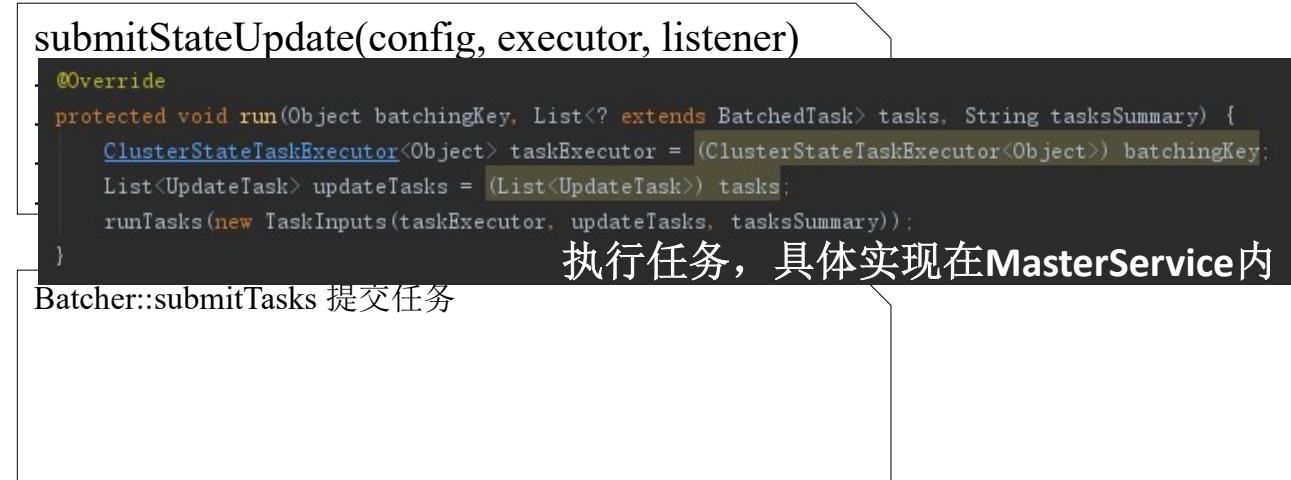 submitStateUpdate(config, executor, listener)
@Override
protected void run(Object batchingKey, List<? extends BatchedTask> tasks, String tasksSummary) {
ClusterStateTaskExecutor<Object> taskExecutor = (ClusterStateTaskExecutor<Object>) batchingKey;
List<UpdateTask> updateTasks = (List<UpdateTask>) tasks;
runTasks(new TaskInputs(taskExecutor, updateTasks, tasksSummary));
}
执行任务，具体实现在MasterService内
Batcher::submitTasks 提交任务